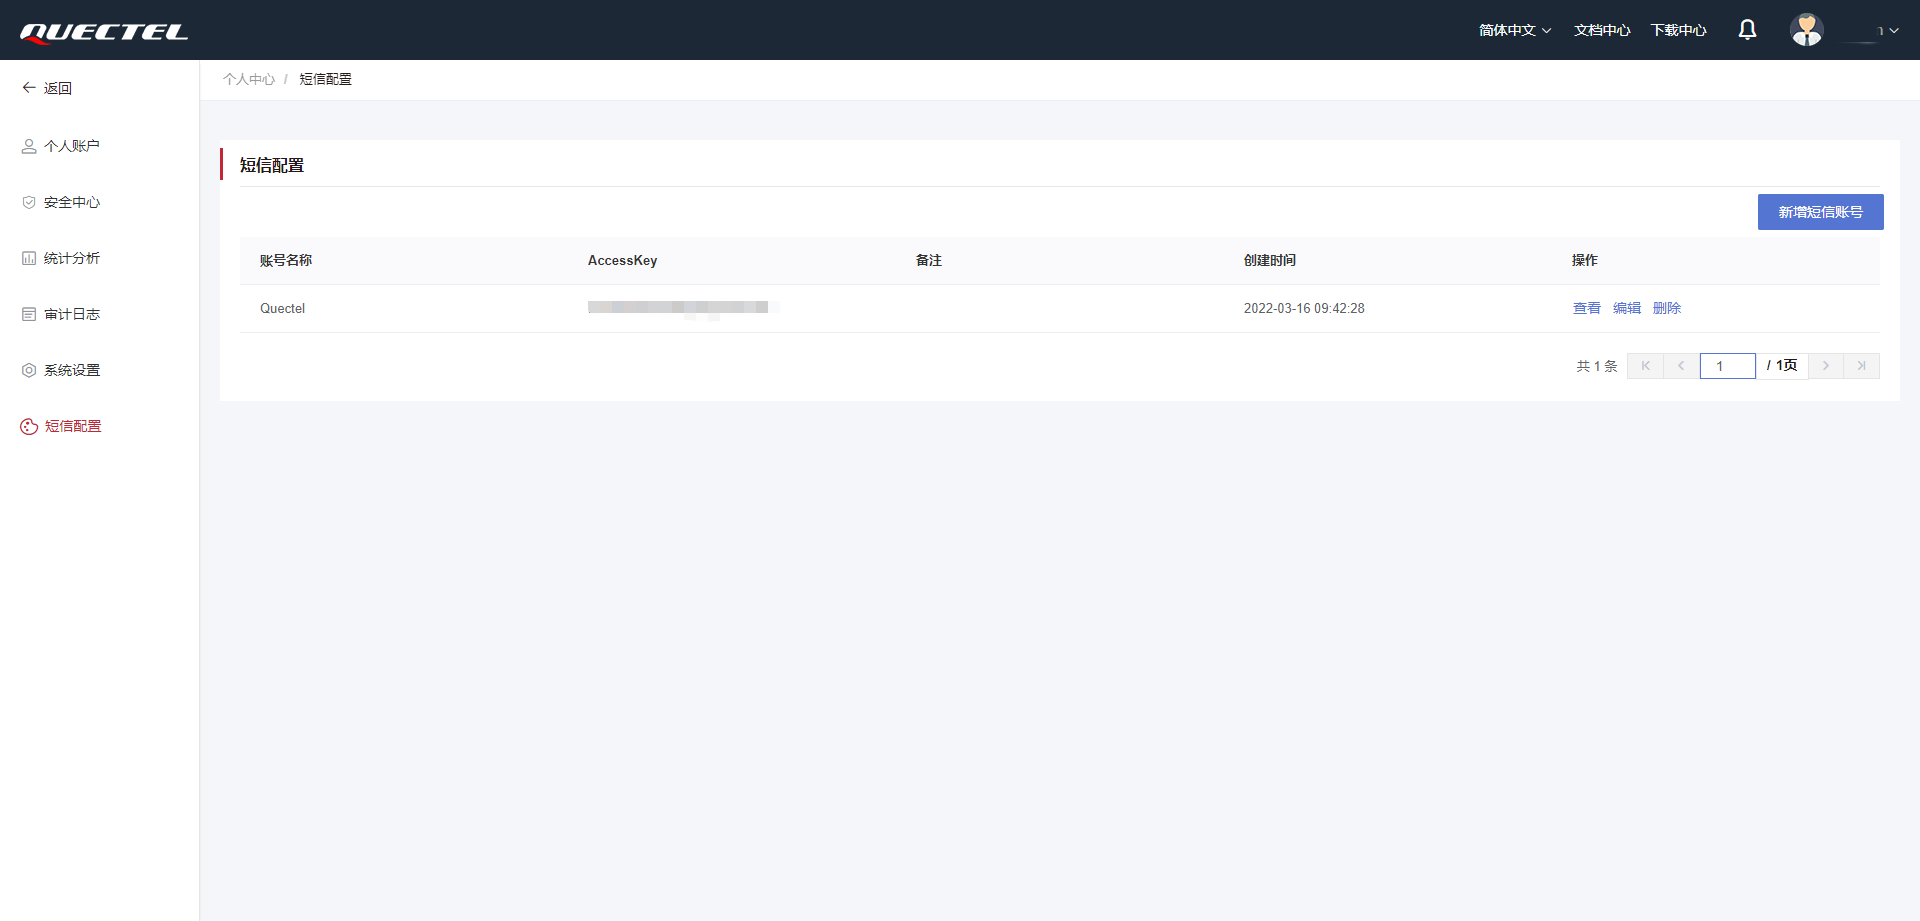 QUECTEL
简体中文 文档中心 下载中心
返回
个人账户
安全中心
统计分析
审计日志
系统设置
短信配置
个人中心 / 短信配置
短信配置
新增短信账号
账号名称 AccessKey 备注 创建时间 操作
Quectel 2022-03-16 09:42:28 查看 编辑 删除
共 1 条 1 / 1页